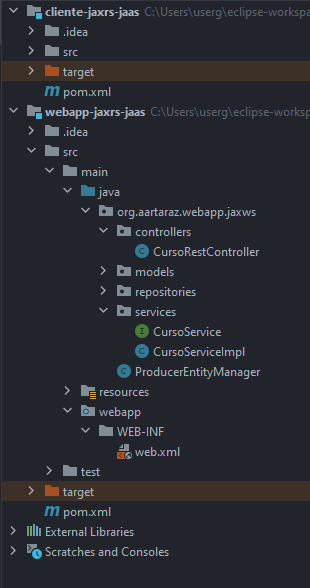 cliente-jaxrs-jaas C:\Users\userg\eclipse-workspa
.idea
src
target
pom.xml
webapp-jaxrs-jaas C:\Users\userg\eclipse-works
.idea
src
main
java
org.aartaraz.webapp.jaxws
controllers
CursoRestController
models
repositories
services
CursoService
CursoServiceImpl
ProducerEntityManager
resources
webapp
WEB-INF
web.xml
test
target
pom.xml
External Libraries
Scratches and Consoles